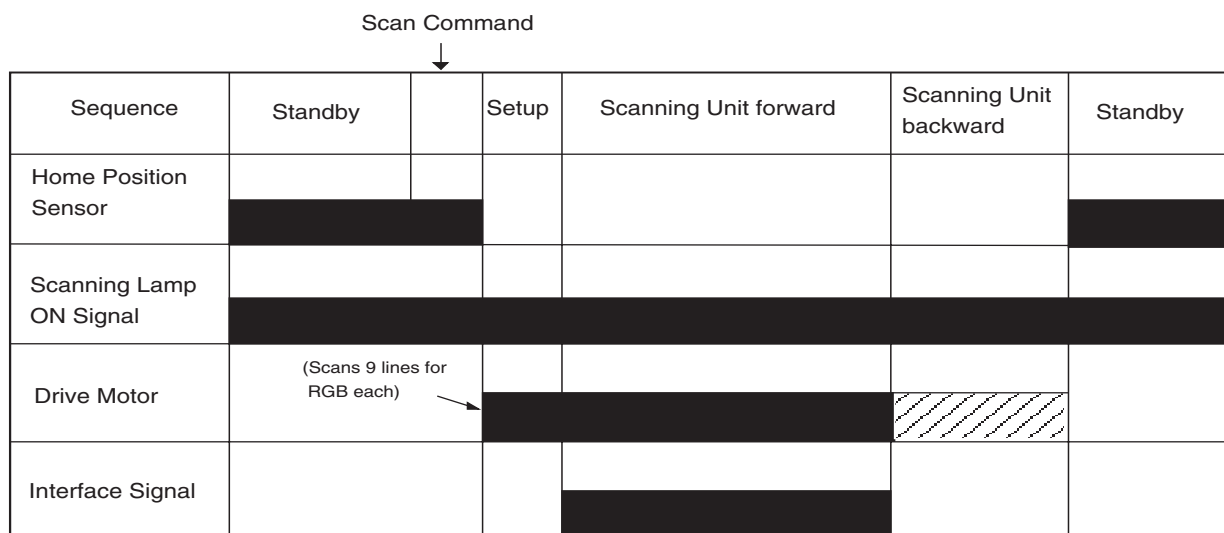 Scan Command
Sequence
Standby
Setup
Scanning Unit forward
Scanning Unit
backward
Standby
Home Position
Sensor
Scanning Lamp
ON Signal
(Scans 9 lines for
RGB each)
Drive Motor
Interface Signal